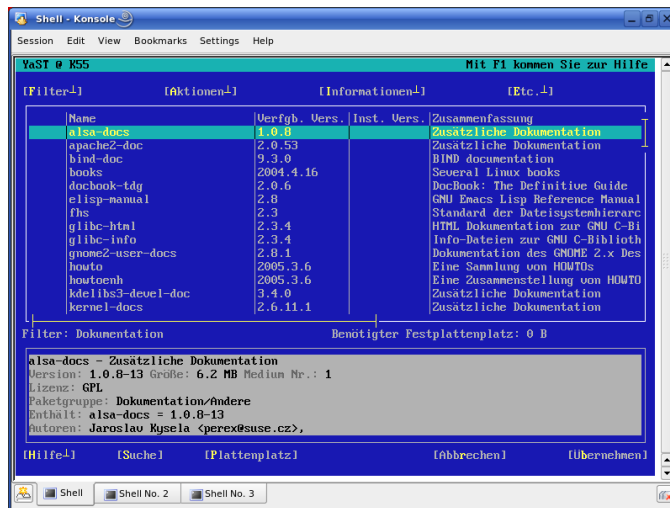 Shell - Konsole
Session Edit View Bookmarks Settings Help
YaST @ K55 Mit F1 kommen Sie zur Hilfe
[Filter┴] [Aktionen┴] [Informationen┴] [Etc.┴]
Name |Verfgb. Vers.|Inst. Vers.|Zusammenfassung
alsa-docs |1.0.8 | |Zusätzliche Dokumentation
apache2-doc |2.0.53 | |Zusätzliche Dokumentation
bind-doc |9.3.0 | |BIND documentation
books |2004.4.16 | |Several Linux books
docbook-tdg |2.0.6 | |DocBook: The Definitive Guide
elisp-manual |2.8 | |GNU Emacs Lisp Reference Manual
fhs |2.3 | |Standard der Dateisystemhierarc
glibc-html |2.3.4 | |HTML Dokumentation zur GNU C-Bi
glibc-info |2.3.4 | |Info-Dateien zur GNU C-Biblioth
gnome2-user-docs |2.8.1 | |Dokumentation des GNOME 2.x Des
howto |2005.3.6 | |Eine Sammlung von HOWTOs
howtoenh |2005.3.6 | |Eine Zusammenstellung von HOWTO
kdelibs3-devel-doc |3.4.0 | |Zusätzliche Dokumentation
kernel-docs |2.6.11.1 | |Zusätzliche Dokumentation
Filter: Dokumentation Benötigter Festplattenplatz: 0 B
alsa-docs - Zusätzliche Dokumentation
Version: 1.0.8-13 Größe: 6.2 MB Medium Nr.: 1
Lizenz: GPL
Paketgruppe: Dokumentation/Andere
Enthält: alsa-docs = 1.0.8-13
Autoren: Jaroslav Kysela <perex@suse.cz>,
[Hilfe┴] [Suche] [Plattenplatz] [Abbrechen] [Übernehmen]
Shell Shell No. 2 Shell No. 3